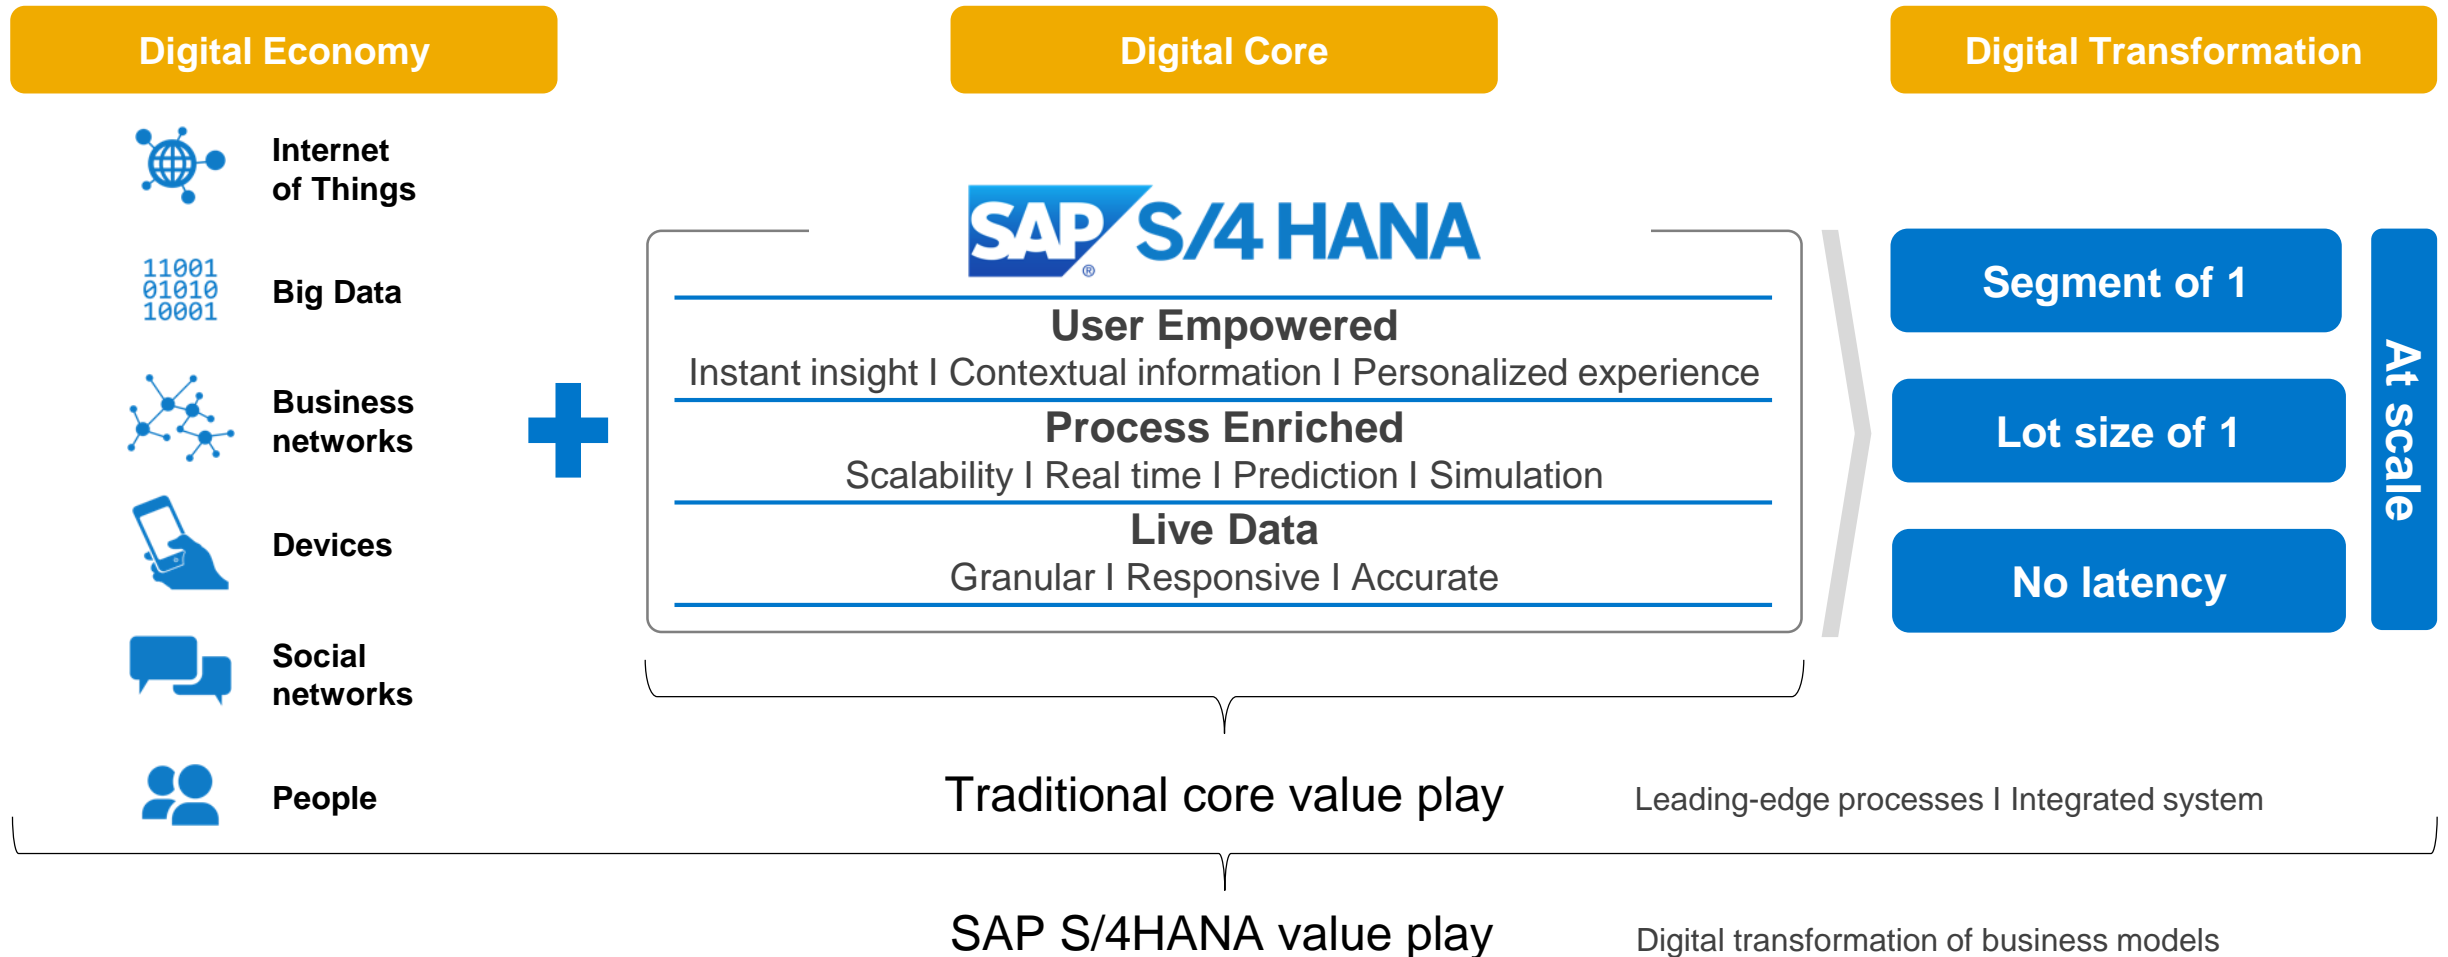 Digital Economy
Digital Core
Digital Transformation
Internet
of Things
11001
01010
10001
Big Data
Business
networks
Devices
Social
networks
People
SAP® S/4 HANA
User Empowered
Instant insight I Contextual information I Personalized experience
Process Enriched
Scalability I Real time I Prediction I Simulation
Live Data
Granular I Responsive I Accurate
Segment of 1
Lot size of 1
No latency
At scale
Traditional core value play
Leading-edge processes I Integrated system
SAP S/4HANA value play
Digital transformation of business models